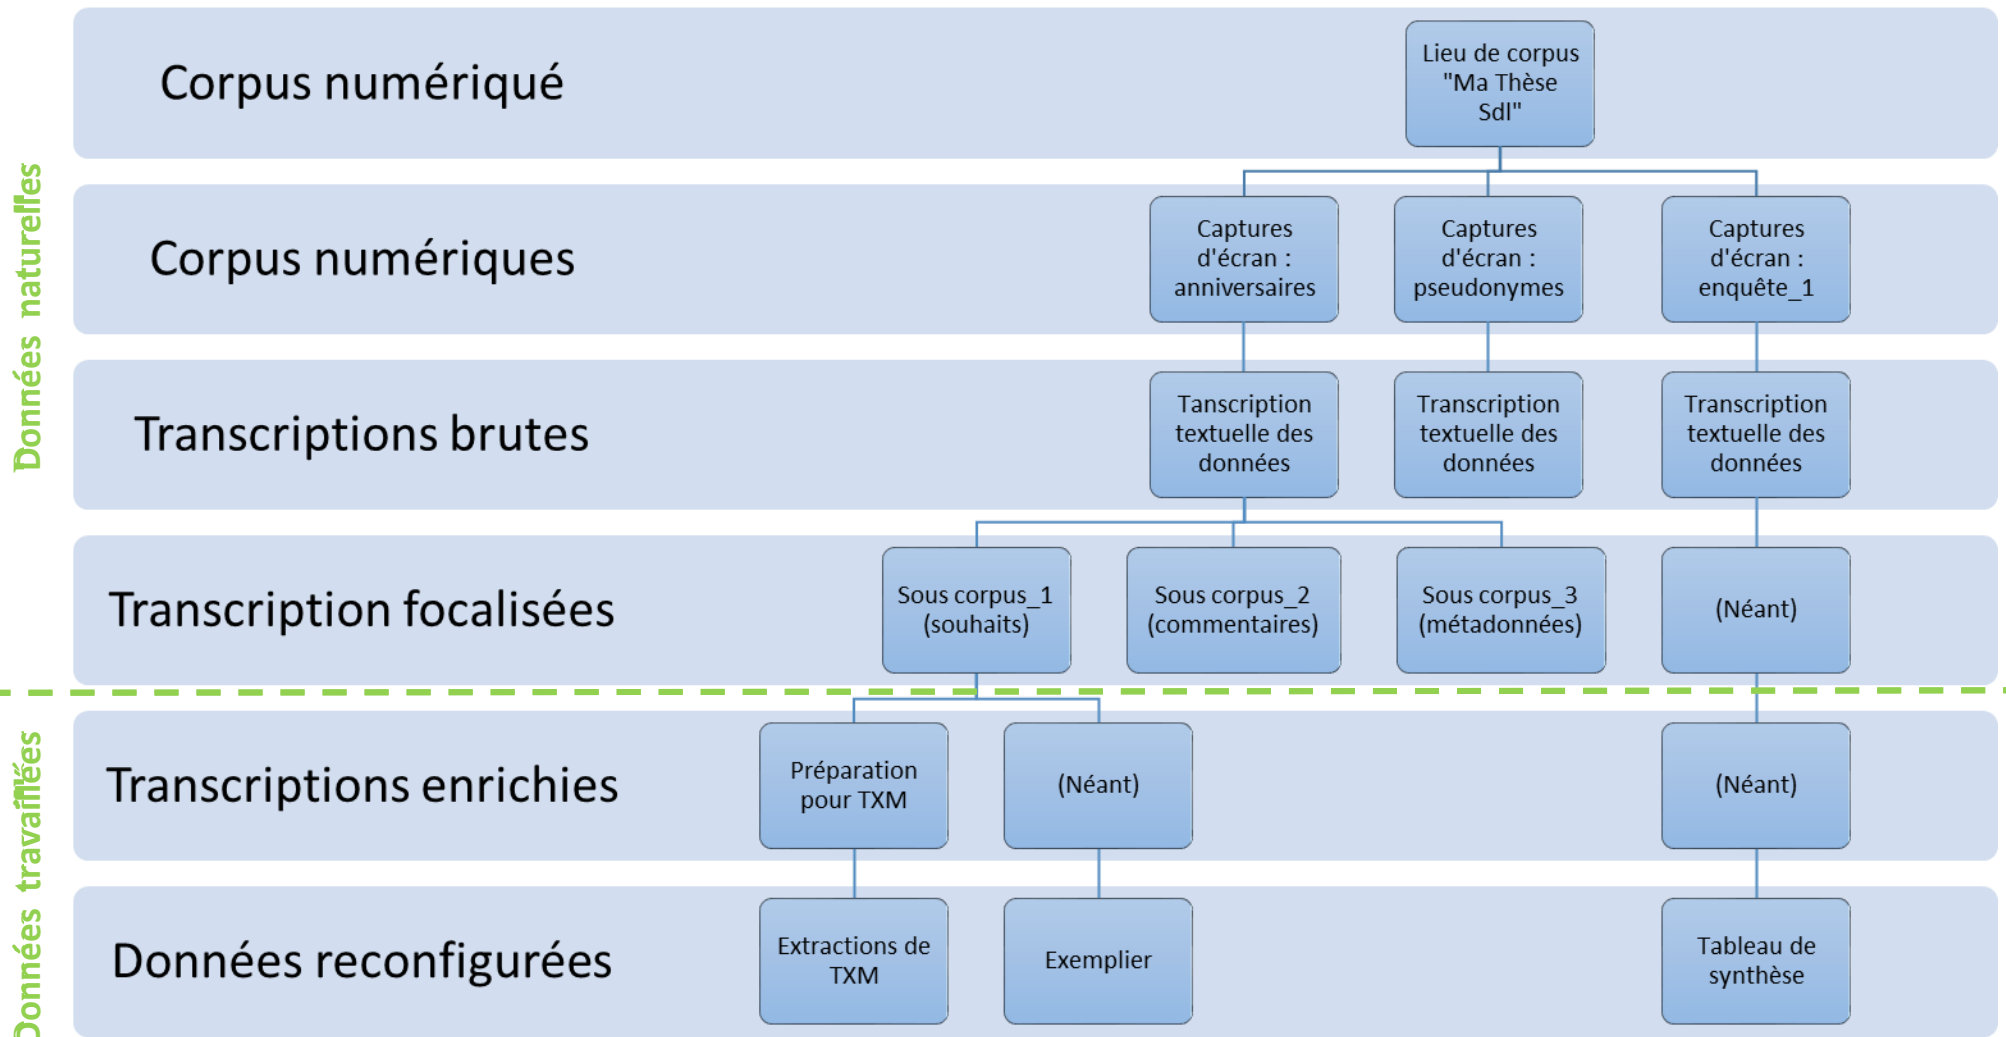 Données naturelles
Données travaillées
Corpus numériqué
Lieu de corpus
"Ma Thèse
Sdl"
Corpus numériques
Captures
d'écran :
anniversaires
Captures
d'écran :
pseudonymes
Captures
d'écran :
enquête_1
Transcriptions brutes
Tanscription
textuelle des
données
Transcription
textuelle des
données
Transcription
textuelle des
données
Transcription focalisées
Sous corpus_1
(souhaits)
Sous corpus_2
(commentaires)
Sous corpus_3
(métadonnées)
(Néant)
Transcriptions enrichies
Préparation
pour TXM
(Néant)
(Néant)
Données reconfigurées
Extractions de
TXM
Exemplier
Tableau de
synthèse